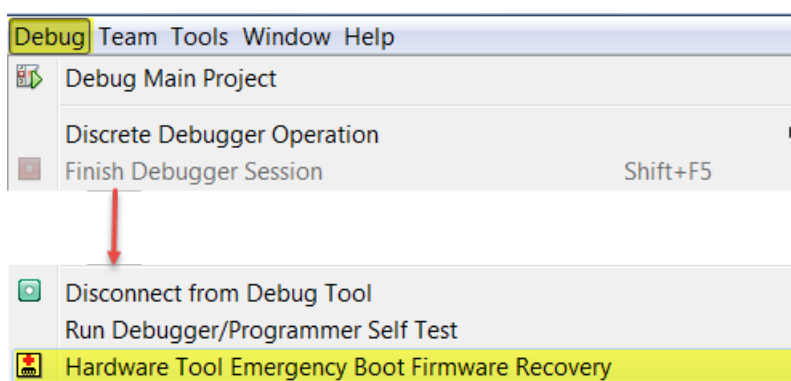 Debug Team Tools Window Help
Debug Main Project
Discrete Debugger Operation
Finish Debugger Session Shift+F5
Disconnect from Debug Tool
Run Debugger/Programmer Self Test
Hardware Tool Emergency Boot Firmware Recovery